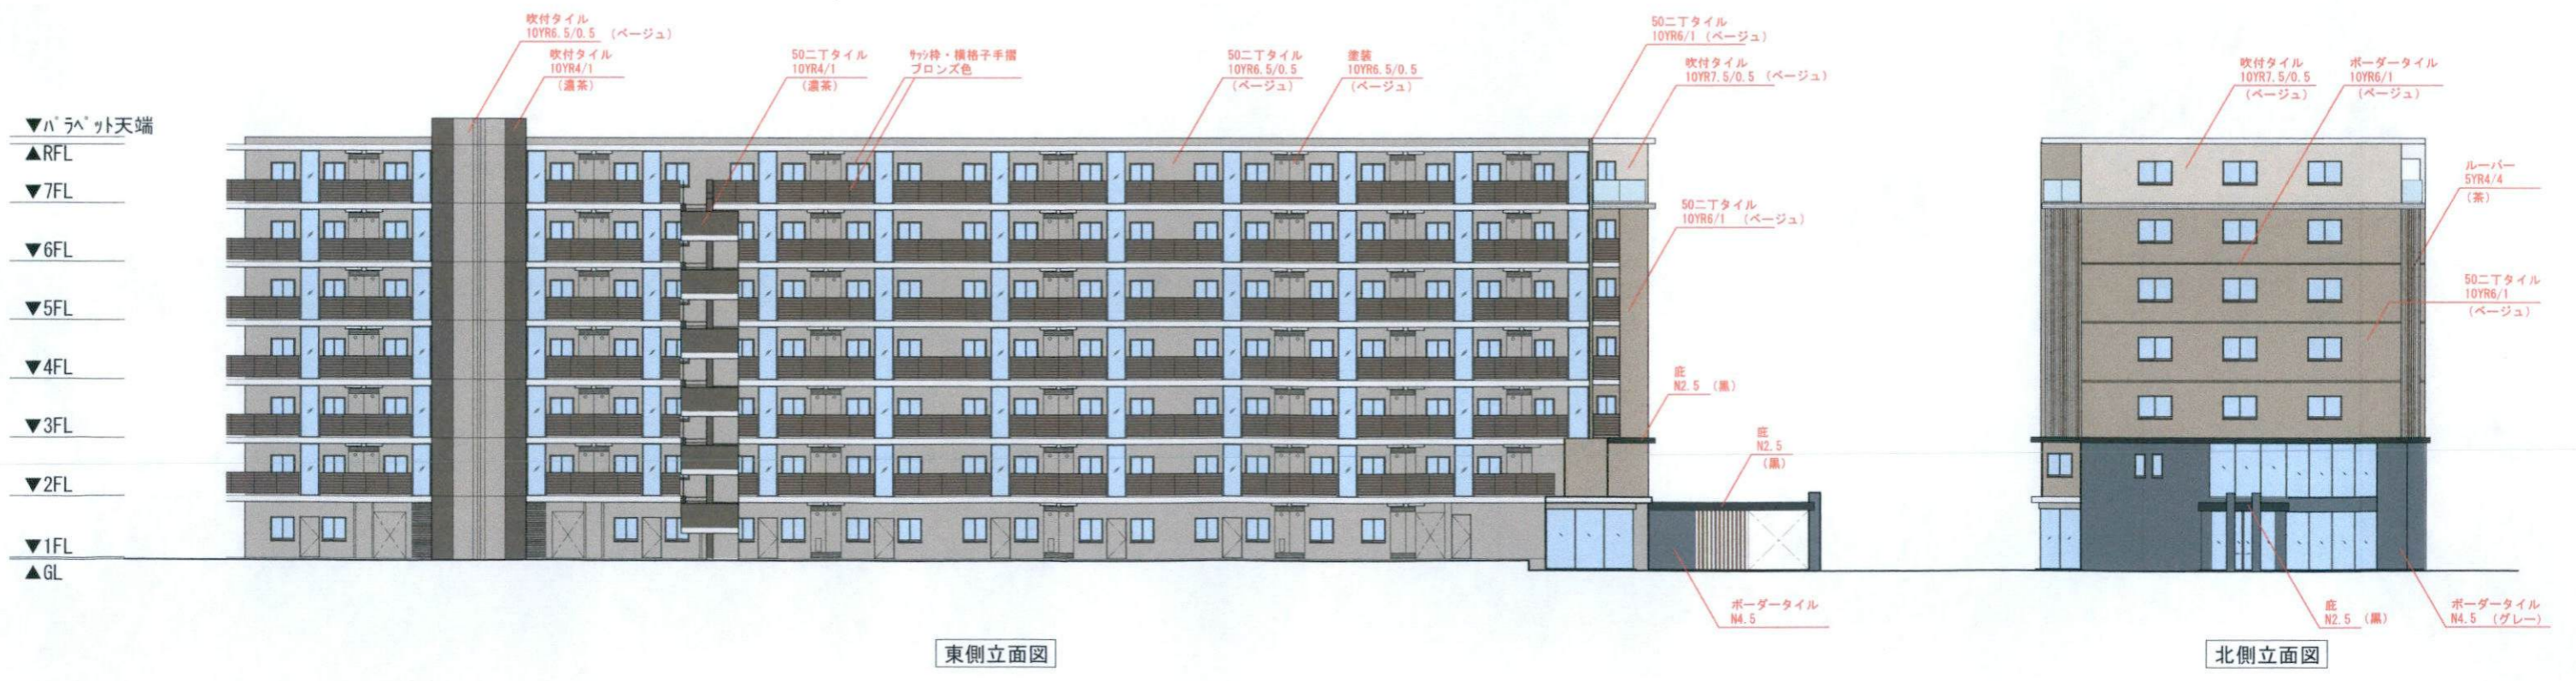 吹付タイル
10YR6.5/0.5 (ベージュ)
吹付タイル
10YR4/1
(濃茶)
50二丁タイル
10YR4/1
(濃茶)
ｻｯｼ枠・横格子手摺
ブロンズ色
50二丁タイル
10YR6.5/0.5
(ベージュ)
塗装
10YR6.5/0.5
(ベージュ)
50二丁タイル
10YR6/1 (ベージュ)
吹付タイル
10YR7.5/0.5 (ベージュ)
50二丁タイル
10YR6/1 (ベージュ)
庇
N2.5 (黒)
庇
N2.5
(黒)
ボーダータイル
N4.5
▼ﾊﾟﾗﾍﾟｯﾄ天端
▲RFL
▼7FL
▼6FL
▼5FL
▼4FL
▼3FL
▼2FL
▼1FL
▲GL
東側立面図
吹付タイル
10YR7.5/0.5
(ベージュ)
ボーダータイル
10YR6/1
(ベージュ)
ルーバー
5YR4/4
(茶)
50二丁タイル
10YR6/1
(ベージュ)
庇
N2.5 (黒)
ボーダータイル
N4.5 (グレー)
北側立面図